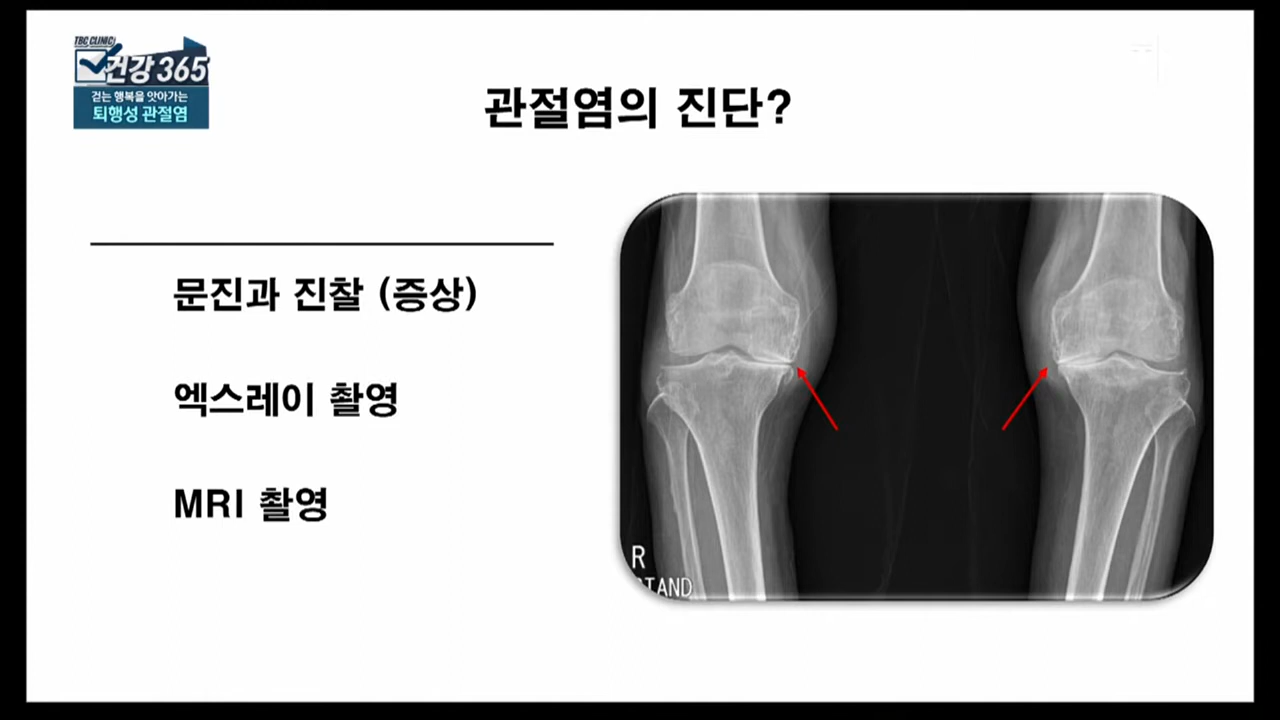 TBC CLINIC
건강 365
걷는 행복을 앗아가는
퇴행성 관절염
관절염의 진단?
문진과 진찰 (증상)
엑스레이 촬영
MRI 촬영
R
STAND